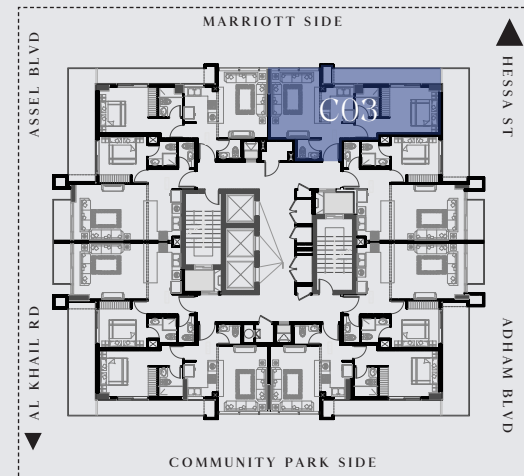 MARRIOTT SIDE
ASSEL BLVD
HESSA ST
C03
AL KHAIL RD
ADHAM BLVD
COMMUNITY PARK SIDE